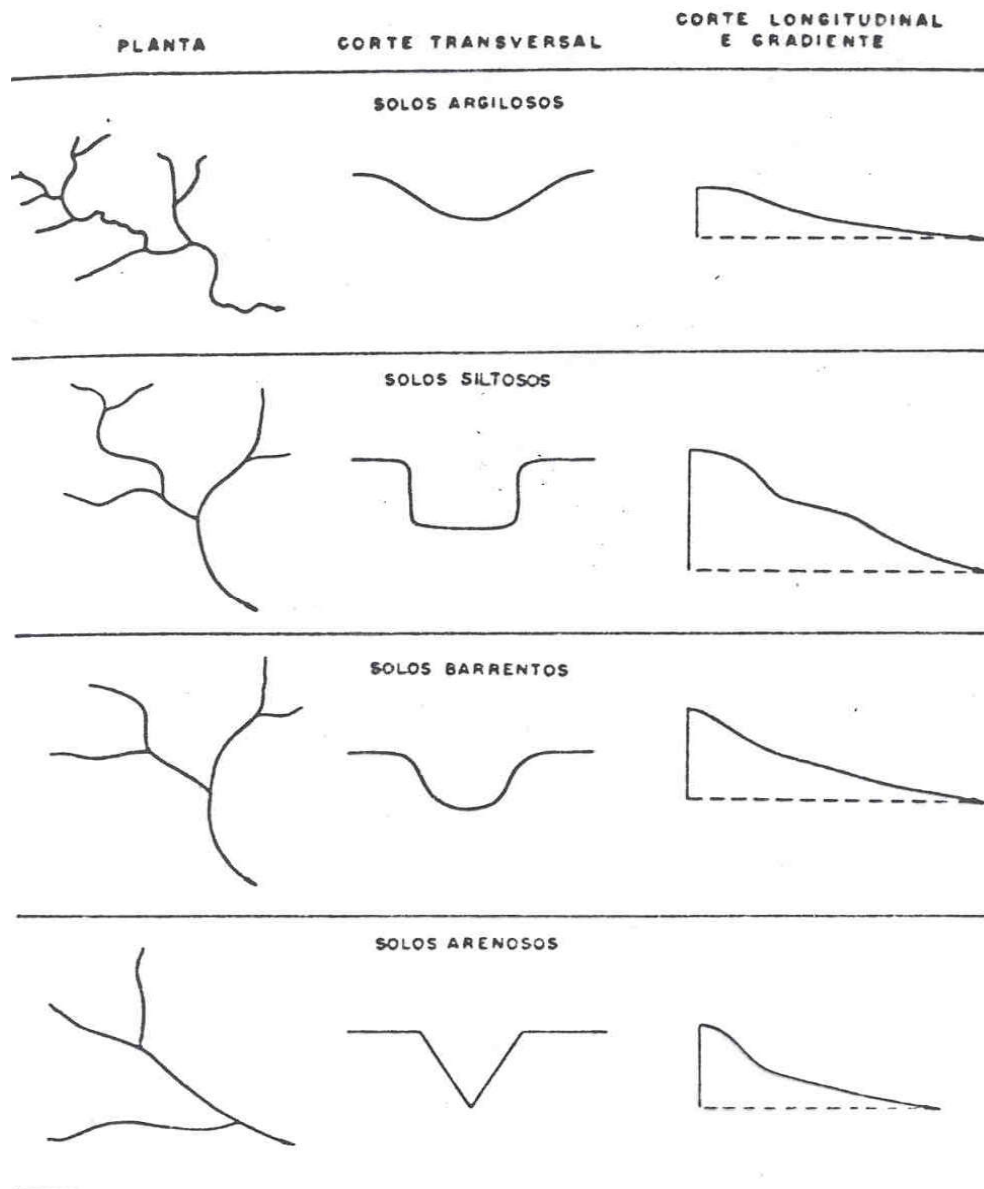 PLANTA
CORTE TRANSVERSAL
CORTE LONGITUDINAL
E GRADIENTE
SOLOS ARGILOSOS
SOLOS SILTOSOS
SOLOS BARRENTOS
SOLOS ARENOSOS